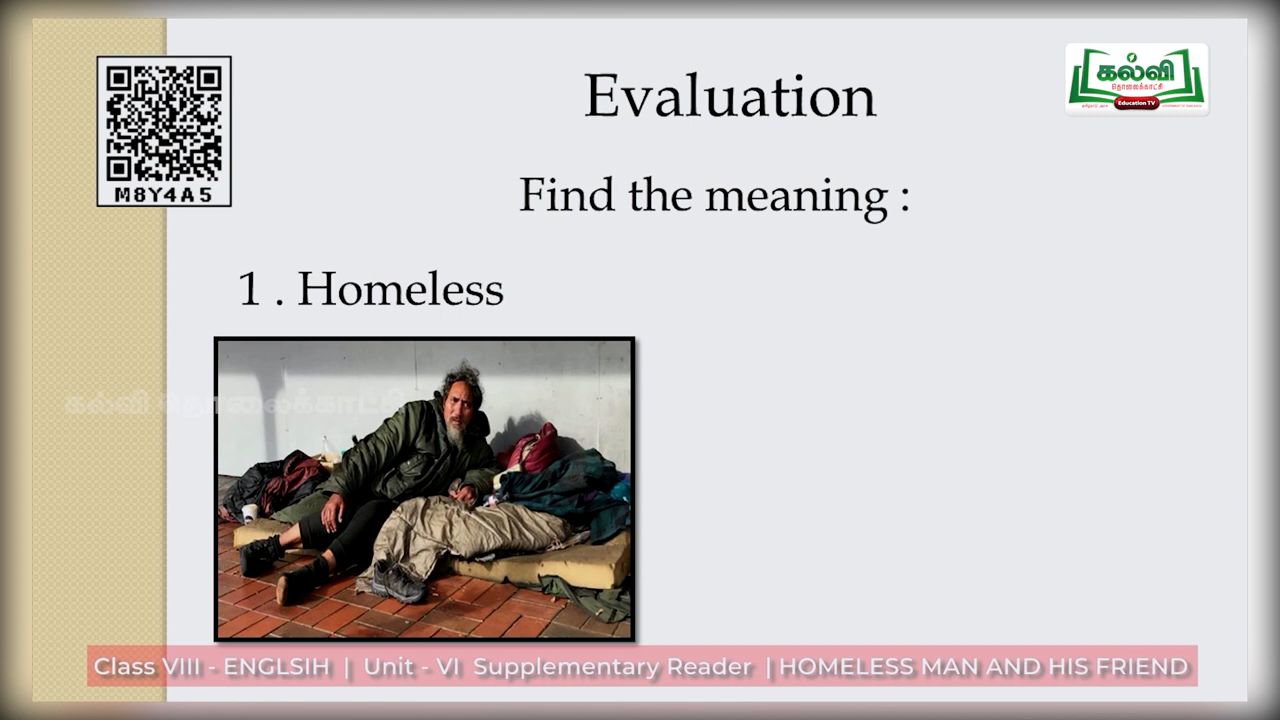 Evaluation
கல்வி
தொலைக்காட்சி
Education TV
M8Y4A5
Find the meaning :
1 . Homeless
கல்வி தொலைக்காட்சி
Class VIII - ENGLSIH | Unit - VI Supplementary Reader | HOMELESS MAN AND HIS FRIEND